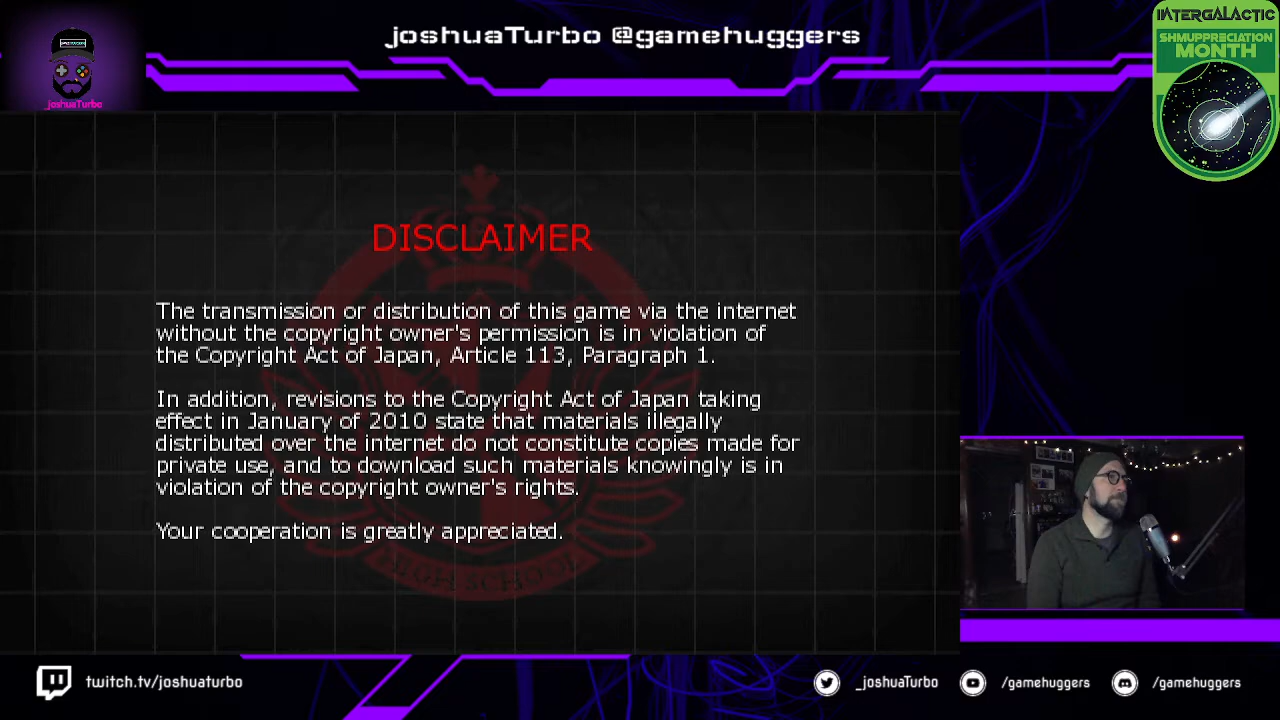 joshuaTurbo @gamehuggers
INTERGALACTIC
SHMUPPRECIATION
MONTH
_joshuaTurbo
DISCLAIMER
The transmission or distribution of this game via the internet
without the copyright owner's permission is in violation of
the Copyright Act of Japan, Article 113, Paragraph 1.
In addition, revisions to the Copyright Act of Japan taking
effect in January of 2010 state that materials illegally
distributed over the internet do not constitute copies made for
private use, and to download such materials knowingly is in
violation of the copyright owner's rights.
Your cooperation is greatly appreciated.
HIGH SCHOOL
twitch.tv/joshuaturbo
_joshuaTurbo
/gamehuggers
/gamehuggers